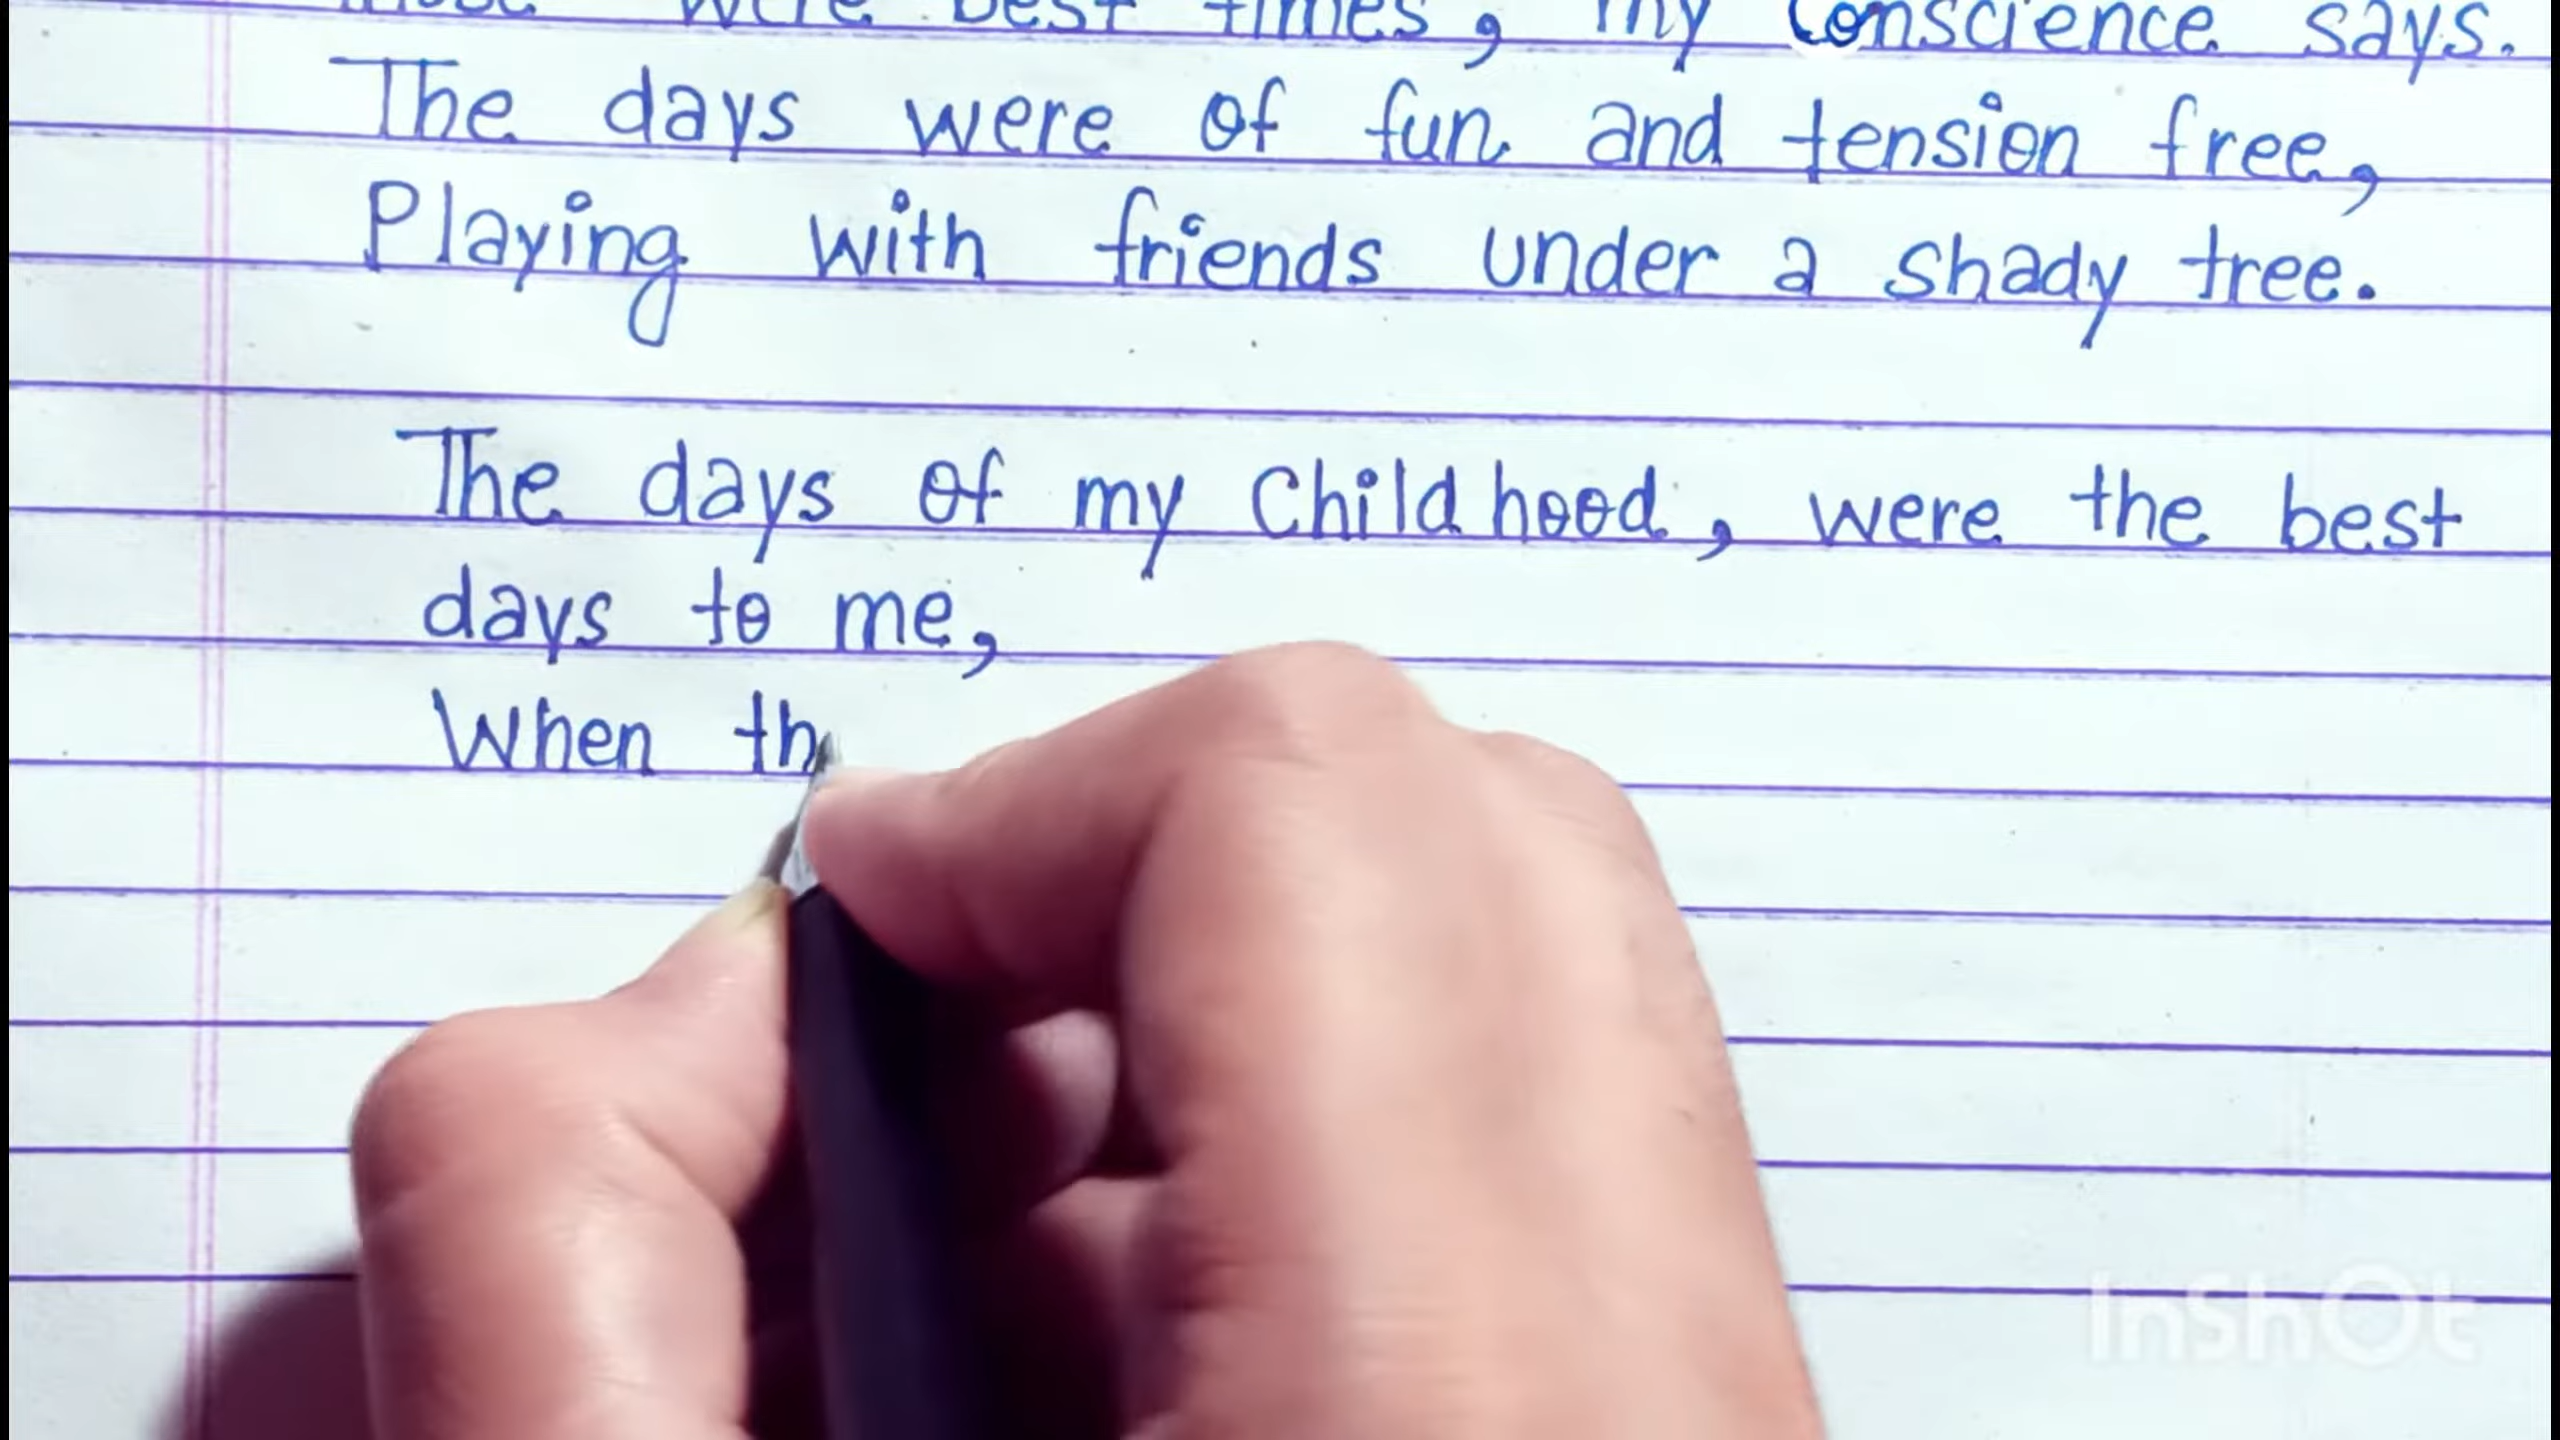 were best times, my conscience says.
The days were of fun and tension free,
Playing with friends under a shady tree.
The days of my Childhood, were the best
days to me,
When th
InShOt